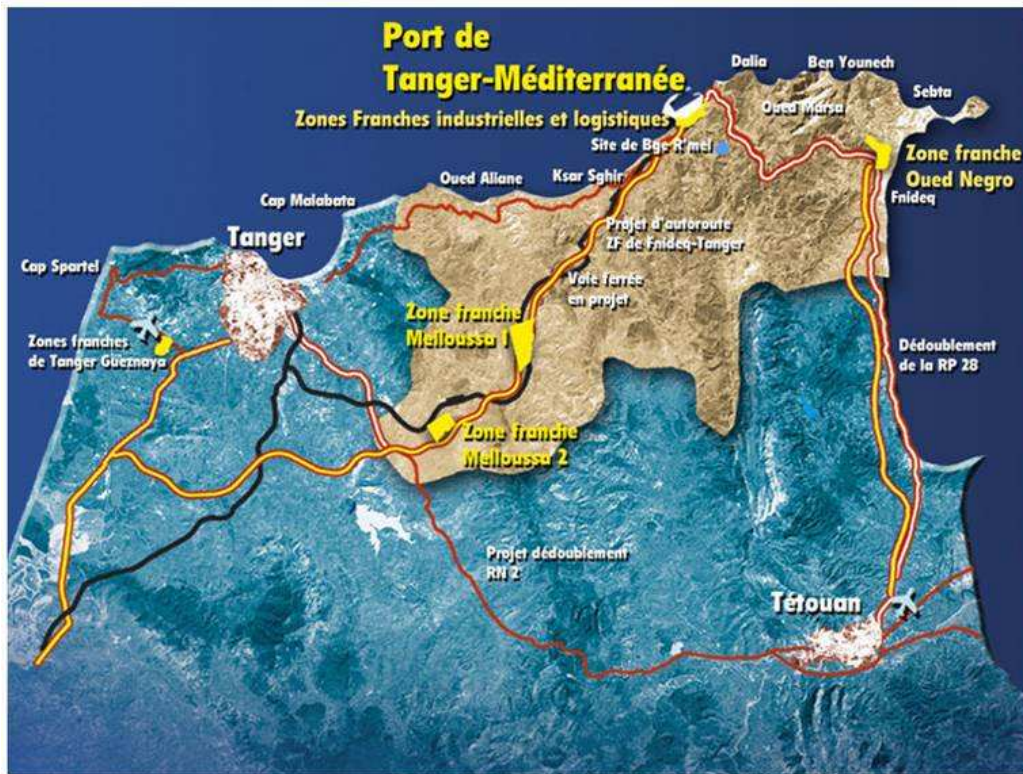 Port de
Tanger-Méditerranée
Zones Franches industrielles et logistiques
Dalia
Ben Younech
Sebta
Oued Marsa
Site de Bge R'mel
Zone franche
Oued Negro
Fnideq
Ksar Sghir
Oued Aliane
Cap Malabata
Tanger
Cap Spartel
Projet d'autoroute
ZF de Fnideq-Tanger
Voie ferrée
en projet
Zone franche
Melloussa 1
Zones franches
de Tanger Gueznaya
Dédoublement
de la RP 28
Zone franche
Melloussa 2
Projet dédoublement
RN 2
Tétouan